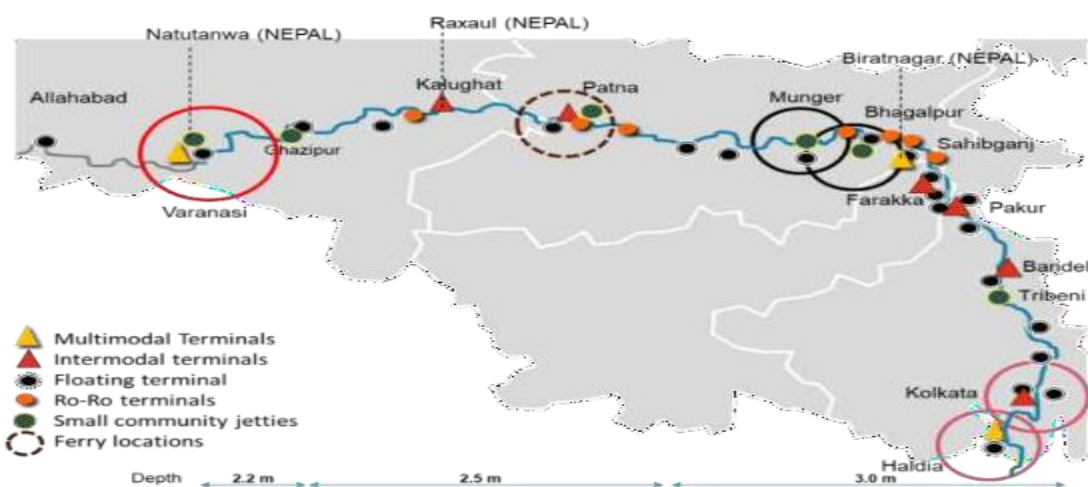 Natutanwa (NEPAL)
Raxaul (NEPAL)
Biratnagar (NEPAL)
Allahabad
Kalughat
Patna
Munger
Bhagalpur
Ghazipur
Sahibganj
Varanasi
Farakka
Pakur
Bandel
Tribeni
Multimodal Terminals
Intermodal terminals
Floating terminal
Ro-Ro terminals
Small community jetties
Ferry locations
Kolkata
Haldia
Depth 2.2 m 2.5 m 3.0 m